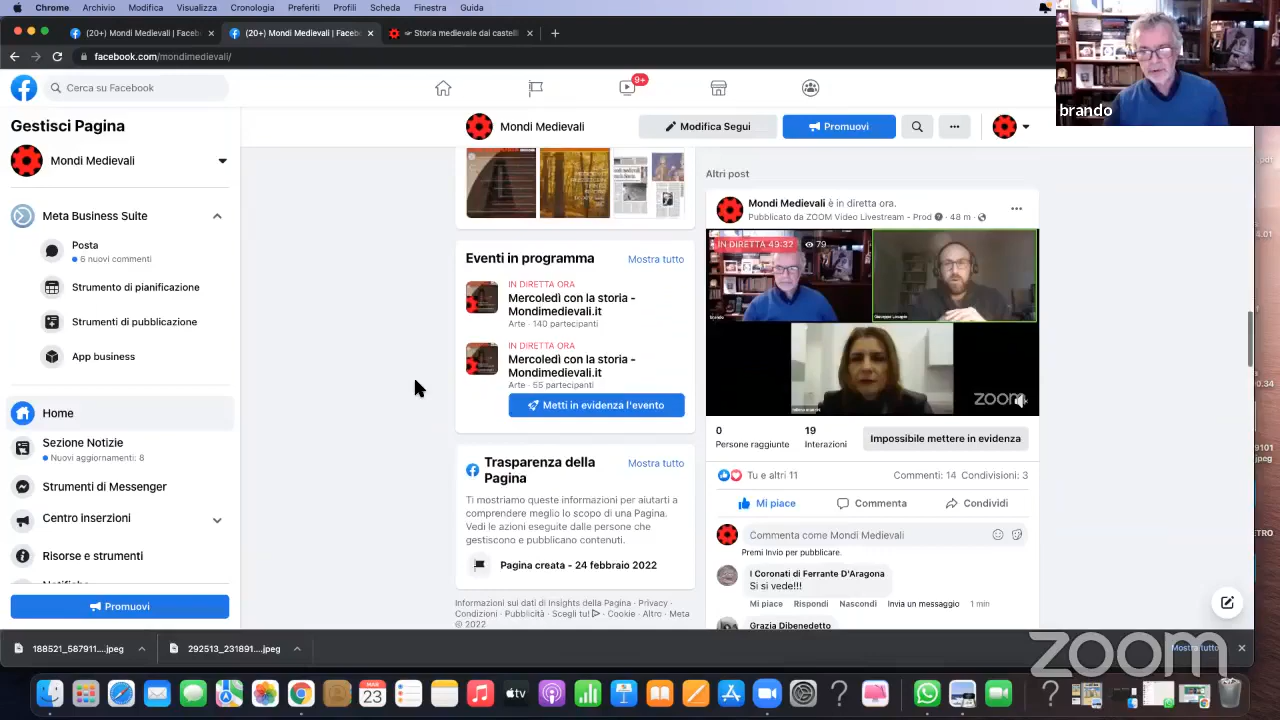 Chrome Archivio Modifica Visualizza Cronologia Preferiti Profili Scheda Finestra Guida
(20+) Mondi Medievali | Faceb
(20+) Mondi Medievali | Faceb
Storia medievale dai castelli
facebook.com/mondimedievali/
brando
Cerca su Facebook
9+
Gestisci Pagina
Mondi Medievali
Modifica Segui
Promuovi
Mondi Medievali
Meta Business Suite
Posta
6 nuovi commenti
Strumento di pianificazione
Strumenti di pubblicazione
App business
Home
Sezione Notizie
Nuovi aggiornamenti: 8
Strumenti di Messenger
Centro inserzioni
Risorse e strumenti
Promuovi
Eventi in programma
Mostra tutto
IN DIRETTA ORA
Mercoledì con la storia -
Mondimedievali.it
Arte · 140 partecipanti
IN DIRETTA ORA
Mercoledì con la storia -
Mondimedievali.it
Arte · 55 partecipanti
Metti in evidenza l'evento
Trasparenza della
Pagina
Mostra tutto
Ti mostriamo queste informazioni per aiutarti a
comprendere meglio lo scopo di una Pagina.
Vedi le azioni eseguite dalle persone che
gestiscono e pubblicano contenuti.
Pagina creata - 24 febbraio 2022
Informazioni sui dati di Insights della Pagina · Privacy ·
Condizioni · Pubblicità · Scegli tu! · Cookie · Altro · Meta
© 2022
Altri post
Mondi Medievali è in diretta ora.
Pubblicato da ZOOM Video Livestream - Prod · 48 m ·
IN DIRETTA 49:32 79
brando
zoom
0
Persone raggiunte
19
Interazioni
Impossibile mettere in evidenza
Tu e altri 11
Commenti: 14 Condivisioni: 3
Mi piace
Commenta
Condividi
Commenta come Mondi Medievali
Premi Invio per pubblicare.
I Coronati di Ferrante D'Aragona
Si si vede!!!
Mi piace Rispondi Nascondi Invia un messaggio 1 min
Grazia Dibenedetto
188521_587911....jpeg
292513_231891....jpeg
Mostra tutto
zoom
MAR
23
tv